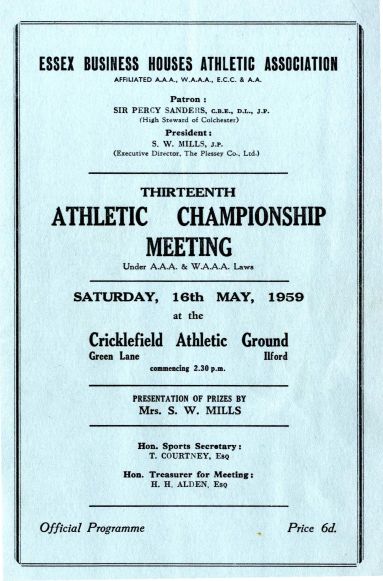 ESSEX BUSINESS HOUSES ATHLETIC ASSOCIATION
AFFILIATED A.A.A., W.A.A.A., E.C.C. & A.A.
Patron :
SIR PERCY SANDERS, C.B.E., D.L., J.P.
(High Steward of Colchester)
President :
S. W. MILLS, J.P.
(Executive Director, The Plessey Co., Ltd.)
THIRTEENTH
ATHLETIC CHAMPIONSHIP
MEETING
Under A.A.A. & W.A.A.A. Laws
SATURDAY, 16th MAY, 1959
at the
Cricklefield Athletic Ground
Green Lane Ilford
commencing 2.30 p.m.
PRESENTATION OF PRIZES BY
Mrs. S. W. MILLS
Hon. Sports Secretary :
T. COURTNEY, Esq
Hon. Treasurer for Meeting :
H. H. ALDEN, Esq
Official Programme Price 6d.